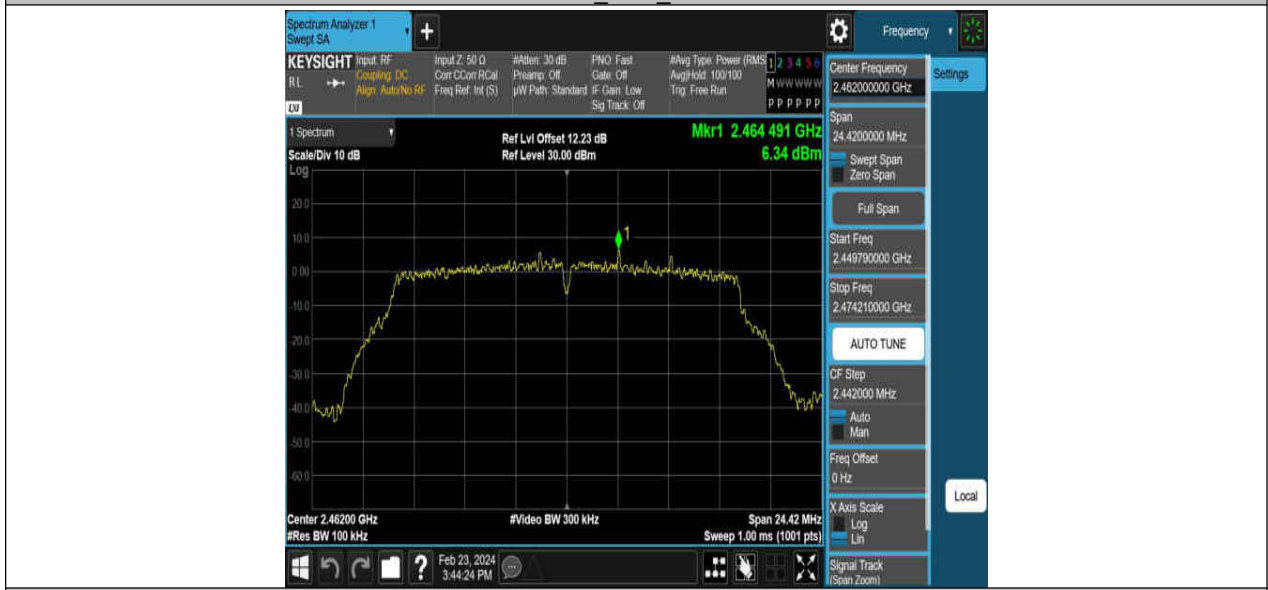 Spectrum Analyzer 1
Swept SA
+
Frequency
KEYSIGHT
RL
LXI
Input: RF
Coupling: DC
Align: Auto/No RF
Input Z: 50 Ω
Corr CCorr RCal
Freq Ref: Int (S)
#Atten: 30 dB
Preamp: Off
µW Path: Standard
PNO: Fast
Gate: Off
IF Gain: Low
Sig Track: Off
#Avg Type: Power (RMS
Avg|Hold: 100/100
Trig: Free Run
1 2 3 4 5 6
M W W W W W
P P P P P P
1 Spectrum
Scale/Div 10 dB
Log
Ref Lvl Offset 12.23 dB
Ref Level 30.00 dBm
Mkr1 2.464 491 GHz
6.34 dBm
20.0
10.0
0.00
-10.0
-20.0
-30.0
-40.0
-50.0
-60.0
1
Center 2.46200 GHz
#Res BW 100 kHz
#Video BW 300 kHz
Span 24.42 MHz
Sweep 1.00 ms (1001 pts)
?
Feb 23, 2024
3:44:24 PM
Center Frequency
2.462000000 GHz
Settings
Span
24.4200000 MHz
Swept Span
Zero Span
Full Span
Start Freq
2.449790000 GHz
Stop Freq
2.474210000 GHz
AUTO TUNE
CF Step
2.442000 MHz
Auto
Man
Freq Offset
0 Hz
X Axis Scale
Log
Lin
Local
Signal Track
(Span Zoom)